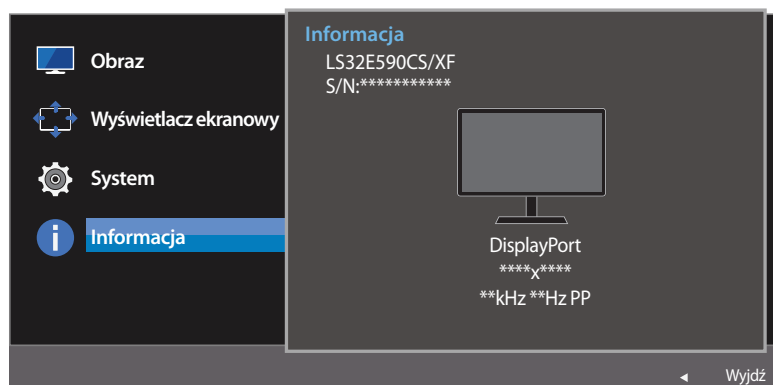 Obraz
Wyświetlacz ekranowy
System
Informacja
Informacja
LS32E590CS/XF
S/N:***********
DisplayPort
****x****
**kHz **Hz PP
Wyjdź